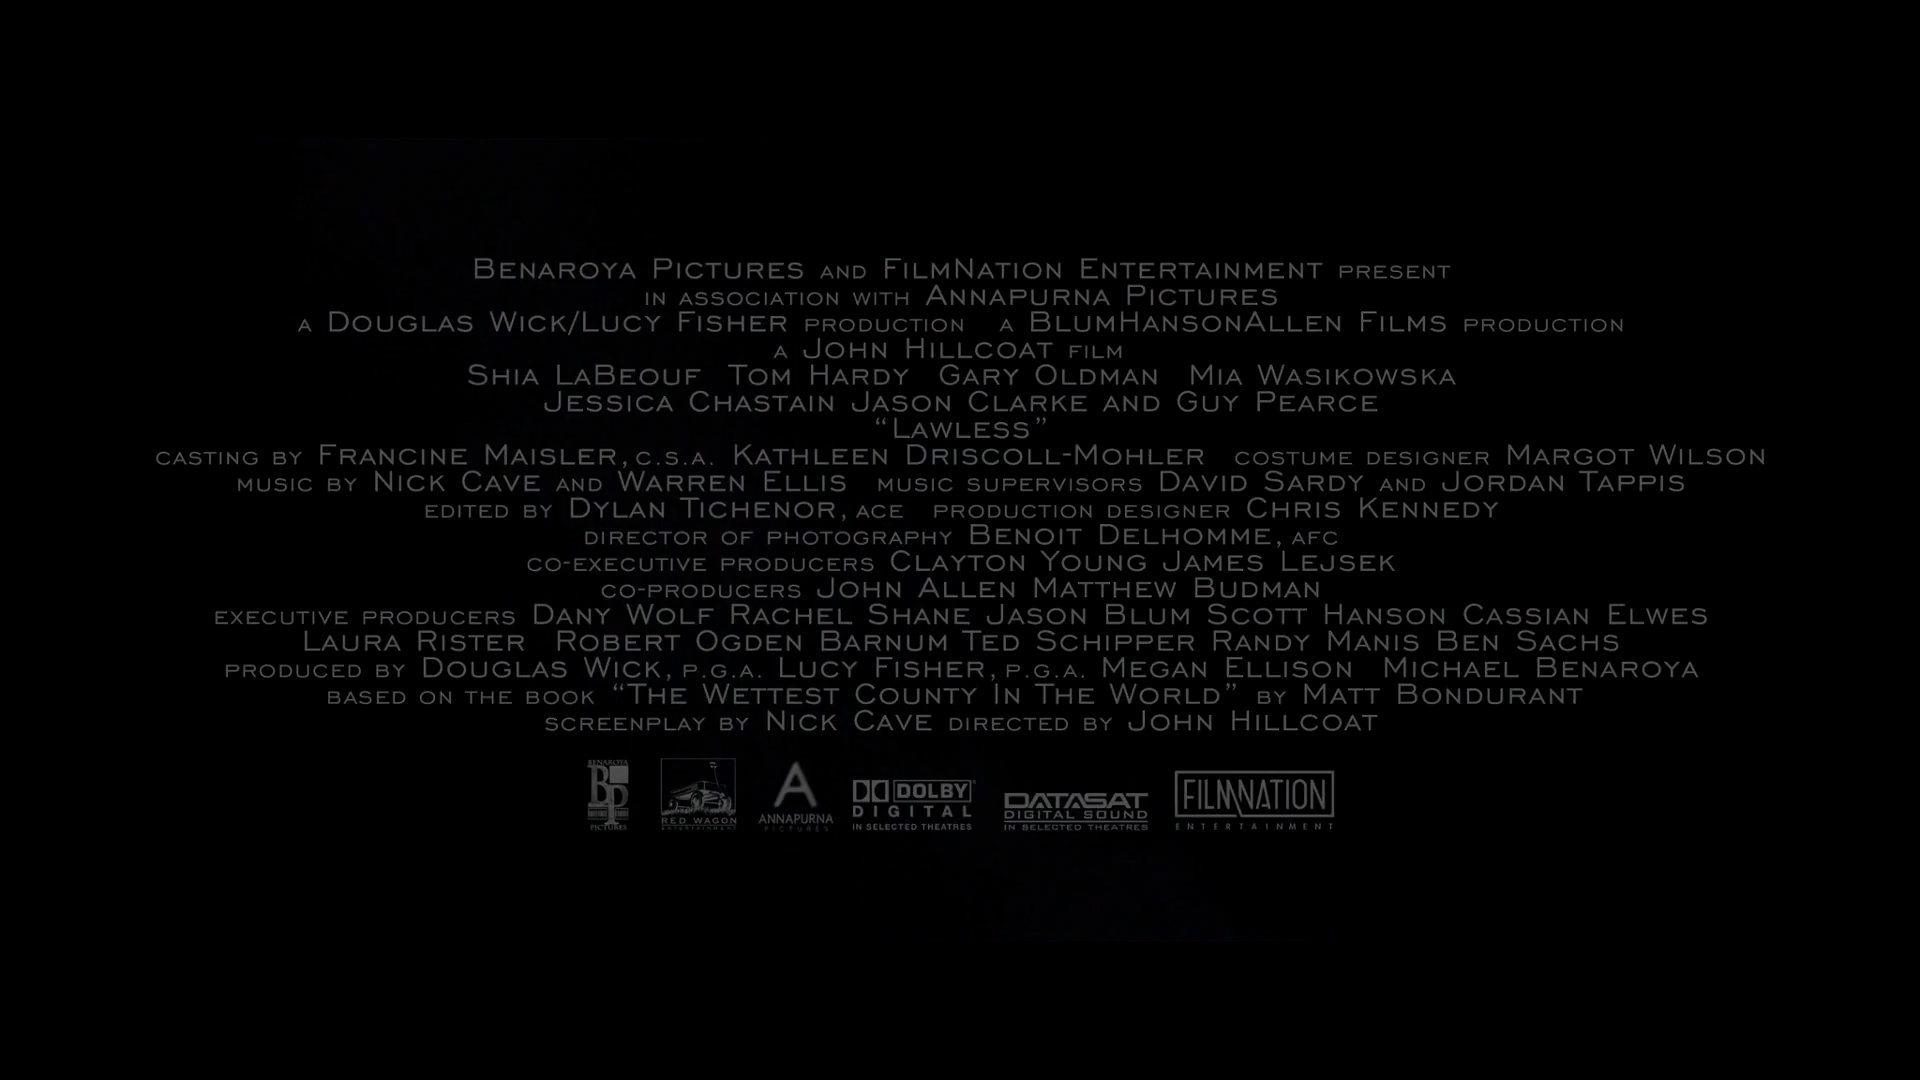 BENAROYA PICTURES AND FILMNATION ENTERTAINMENT PRESENT
IN ASSOCIATION WITH ANNAPURNA PICTURES
A DOUGLAS WICK/LUCY FISHER PRODUCTION A BLUMHANSONALLEN FILMS PRODUCTION
A JOHN HILLCOAT FILM
SHIA LABEOUF TOM HARDY GARY OLDMAN MIA WASIKOWSKA
JESSICA CHASTAIN JASON CLARKE AND GUY PEARCE
“LAWLESS”
CASTING BY FRANCINE MAISLER, C.S.A. KATHLEEN DRISCOLL-MOHLER COSTUME DESIGNER MARGOT WILSON
MUSIC BY NICK CAVE AND WARREN ELLIS MUSIC SUPERVISORS DAVID SARDY AND JORDAN TAPPIS
EDITED BY DYLAN TICHENOR, ACE PRODUCTION DESIGNER CHRIS KENNEDY
DIRECTOR OF PHOTOGRAPHY BENOIT DELHOMME, AFC
CO-EXECUTIVE PRODUCERS CLAYTON YOUNG JAMES LEJSEK
CO-PRODUCERS JOHN ALLEN MATTHEW BUDMAN
EXECUTIVE PRODUCERS DANY WOLF RACHEL SHANE JASON BLUM SCOTT HANSON CASSIAN ELWES
LAURA RISTER ROBERT OGDEN BARNUM TED SCHIPPER RANDY MANIS BEN SACHS
PRODUCED BY DOUGLAS WICK, P.G.A. LUCY FISHER, P.G.A. MEGAN ELLISON MICHAEL BENAROYA
BASED ON THE BOOK “THE WETTEST COUNTY IN THE WORLD” BY MATT BONDURANT
SCREENPLAY BY NICK CAVE DIRECTED BY JOHN HILLCOAT
BENAROYA BP PICTURES
RED WAGON ENTERTAINMENT
A ANNAPURNA PICTURES
DOLBY DIGITAL IN SELECTED THEATRES
DATASAT DIGITAL SOUND IN SELECTED THEATRES
FILMNATION ENTERTAINMENT